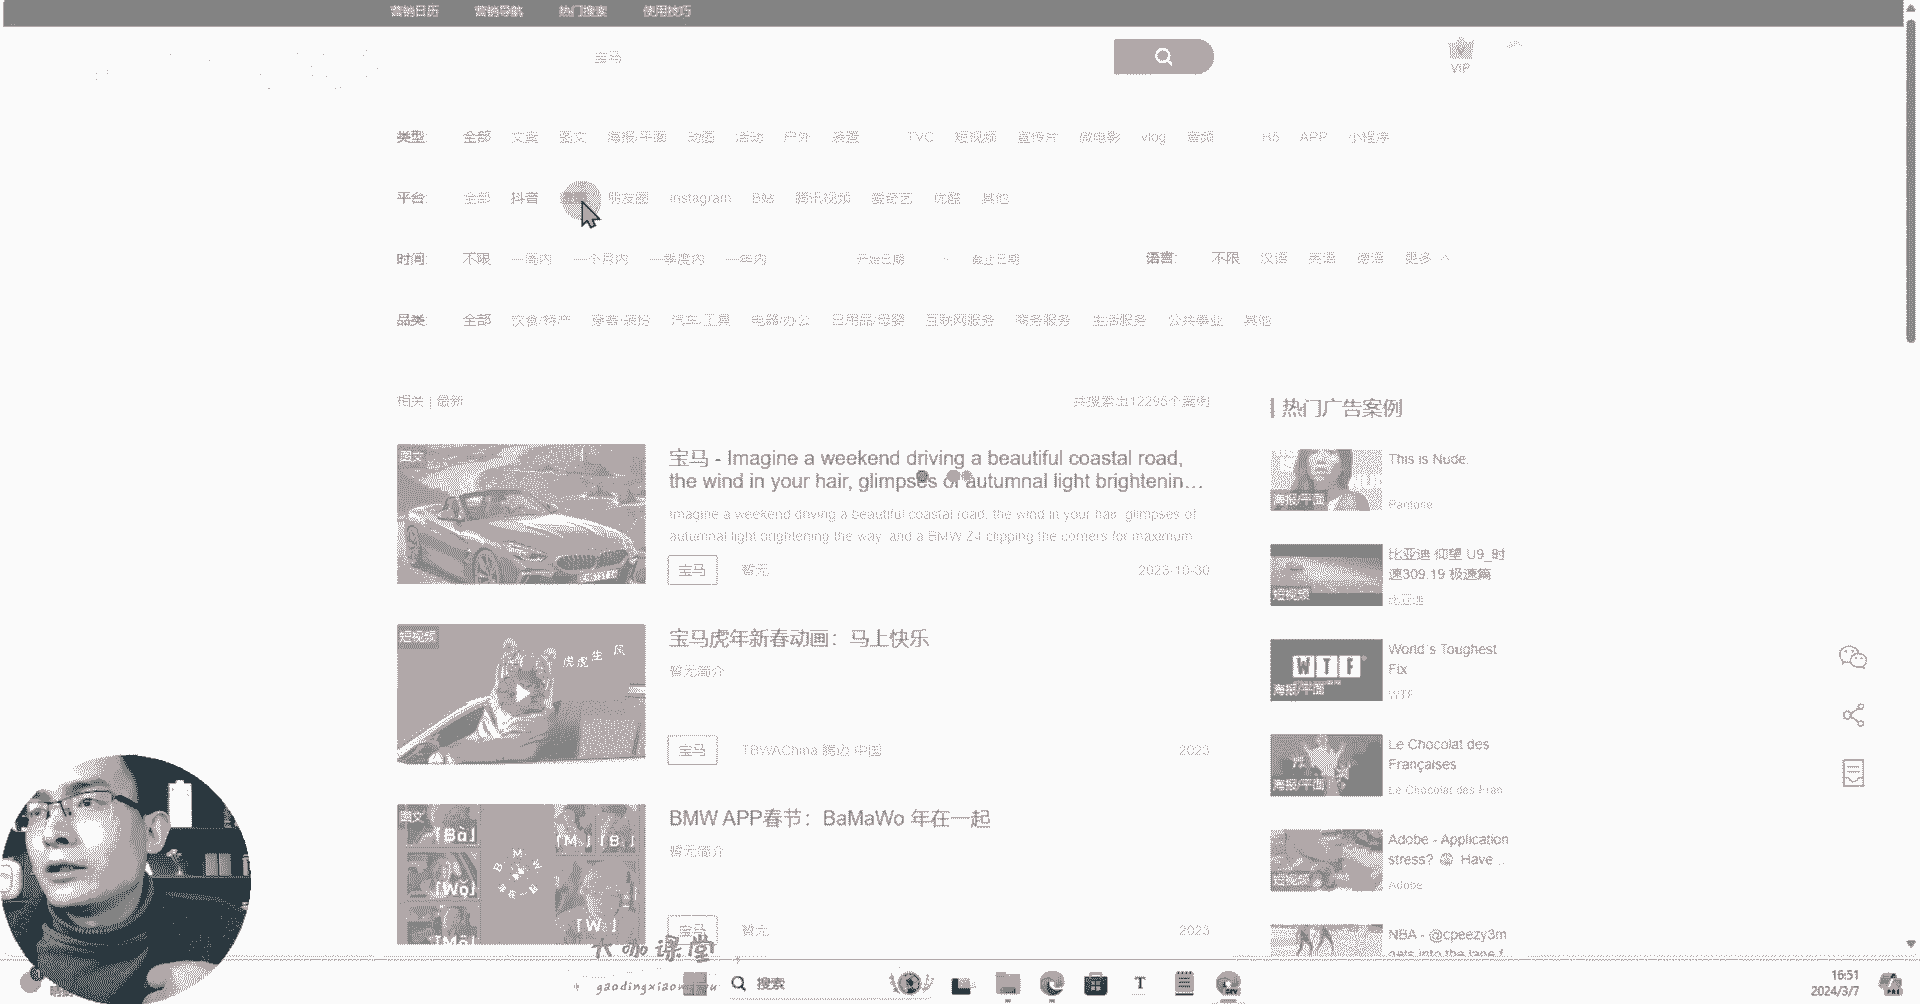 营销日历 营销导航 热门搜索 使用技巧
宝马
VIP
类型: 全部 文案 图文 海报/平面 动图 活动 户外 装置 TVC 短视频 宣传片 微电影 vlog 音频 H5 APP 小程序
平台: 全部 抖音 朋友圈 Instagram B站 腾讯视频 爱奇艺 优酷 其他
时间: 不限 一周内 一个月内 一季度内 一年内 开始日期 - 截止日期 语言: 不限 汉语 英语 德语 更多
品类: 全部 饮食/特产 穿着/装扮 汽车/工具 电器/办公 日用品/母婴 互联网服务 商务服务 生活服务 公共事业 其他
相关 | 最新 共搜索出12295个案例
图文
宝马 - Imagine a weekend driving a beautiful coastal road,
the wind in your hair, glimpses of autumnal light brightenin...
Imagine a weekend driving a beautiful coastal road, the wind in your hair, glimpses of
autumnal light brightening the way, and a BMW Z4 clipping the corners for maximum
宝马 暂无 2023-10-30
短视频
虎虎生风
宝马虎年新春动画：马上快乐
暂无简介
宝马 TBWAChina 腾迈 中国 2023
图文
「Bà」
「M」「B」
「Wǒ」
「W」
BMW APP春节：BaMaWo 年在一起
暂无简介
宝马 暂无 2023
热门广告案例
海报/平面
This is Nude.
Pantone
短视频
比亚迪 仰望 U9_时
速309.19 极速篇
比亚迪
WTF
海报/平面
World's Toughest
Fix
WTF
海报/平面
Le Chocolat des
Françaises
Le Chocolat des Fran
短视频
Adobe - Application
stress? Have ..
Adobe
NBA - @cpeezy3m
gets into the lane f
大咖课堂
搜索
T
16:51
2024/3/7